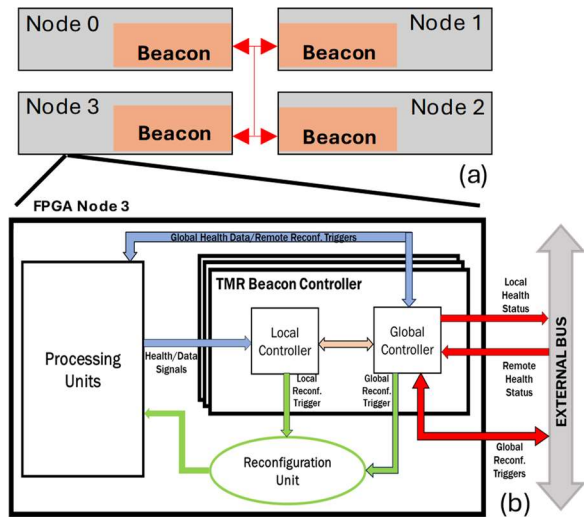 Node 0
Beacon
Node 1
Beacon
Node 3
Beacon
Node 2
Beacon
(a)
FPGA Node 3
Global Health Data/Remote Reconf. Triggers
TMR Beacon Controller
Processing
Units
Health/Data
Signals
Local
Controller
Global
Controller
Local
Reconf.
Trigger
Global
Reconf.
Trigger
Reconfiguration
Unit
Local
Health
Status
Remote
Health
Status
Global
Reconf.
Triggers
EXTERNAL BUS
(b)